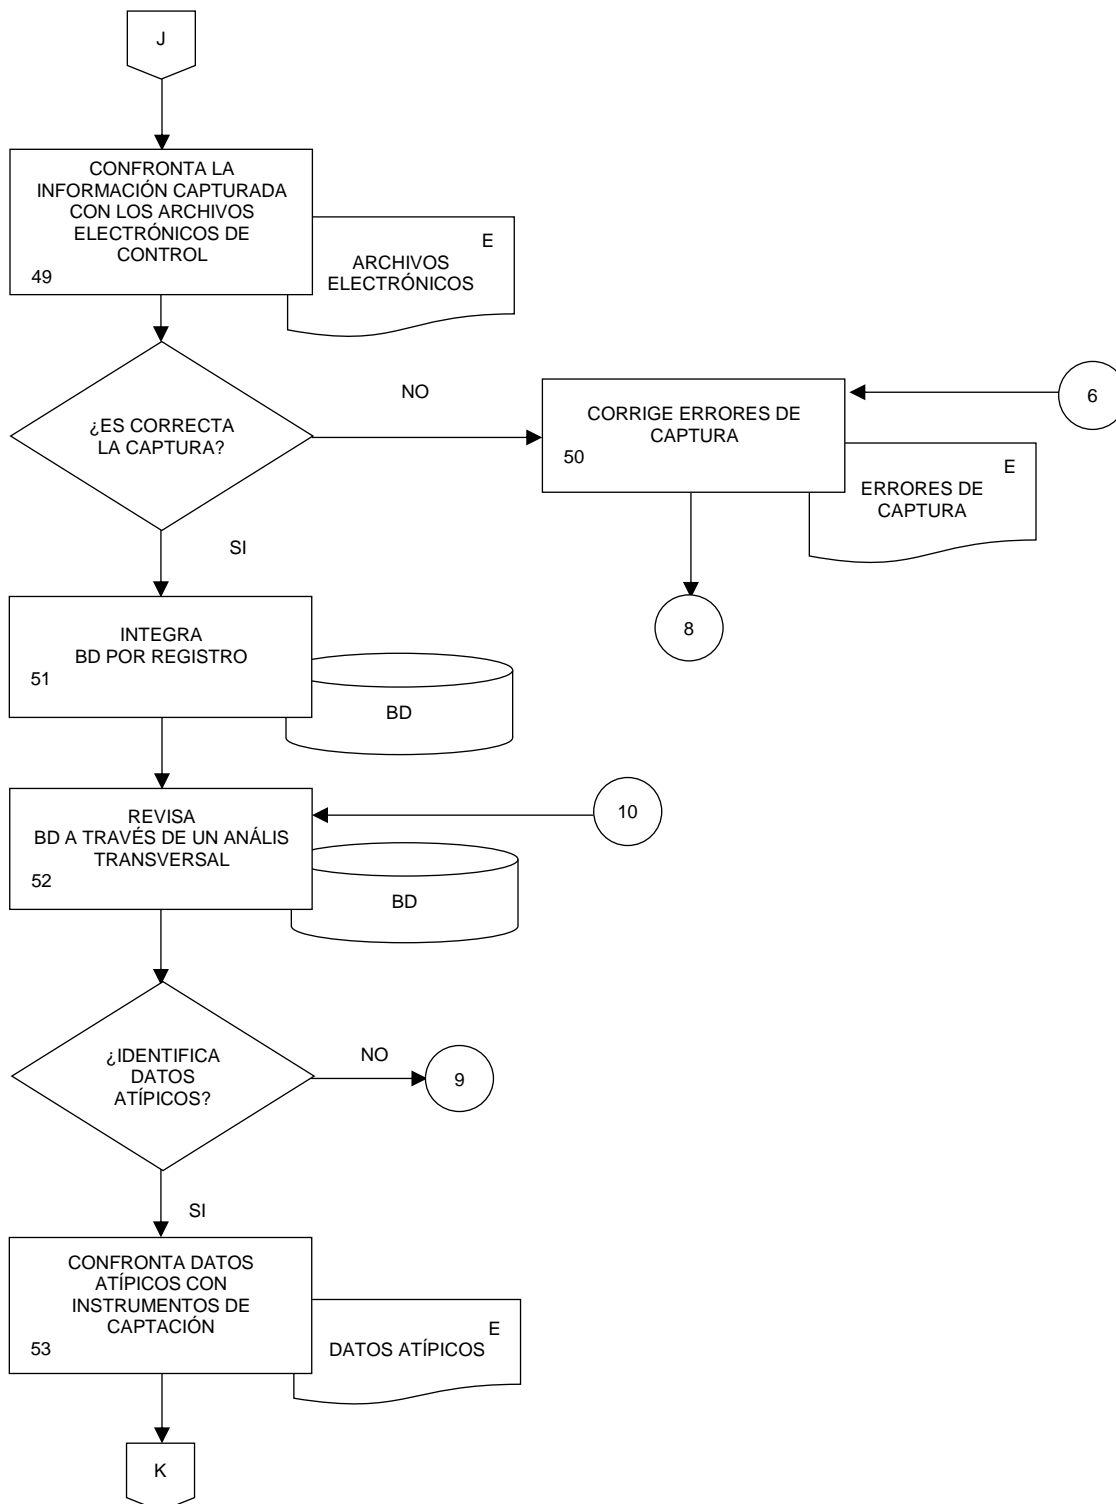 J
CONFRONTA LA
INFORMACIÓN CAPTURADA
CON LOS ARCHIVOS
ELECTRÓNICOS DE
CONTROL
49
E
ARCHIVOS
ELECTRÓNICOS
¿ES CORRECTA
LA CAPTURA?
NO
CORRIGE ERRORES DE
CAPTURA
50
6
E
ERRORES DE
CAPTURA
8
SI
INTEGRA
BD POR REGISTRO
51
BD
REVISA
BD A TRAVÉS DE UN ANÁLIS
TRANSVERSAL
52
10
BD
¿IDENTIFICA
DATOS
ATÍPICOS?
NO
9
SI
CONFRONTA DATOS
ATÍPICOS CON
INSTRUMENTOS DE
CAPTACIÓN
53
E
DATOS ATÍPICOS
K